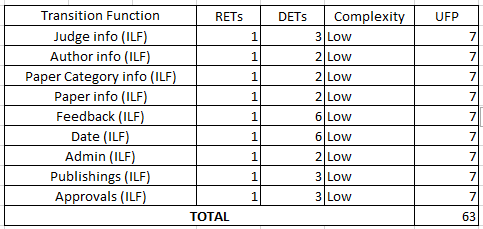 Transition Function RETs DETs Complexity UFP
Judge info (ILF) 1 3 Low 7
Author info (ILF) 1 2 Low 7
Paper Category info (ILF) 1 2 Low 7
Paper info (ILF) 1 2 Low 7
Feedback (ILF) 1 6 Low 7
Date (ILF) 1 6 Low 7
Admin (ILF) 1 2 Low 7
Publishings (ILF) 1 3 Low 7
Approvals (ILF) 1 3 Low 7
TOTAL 63